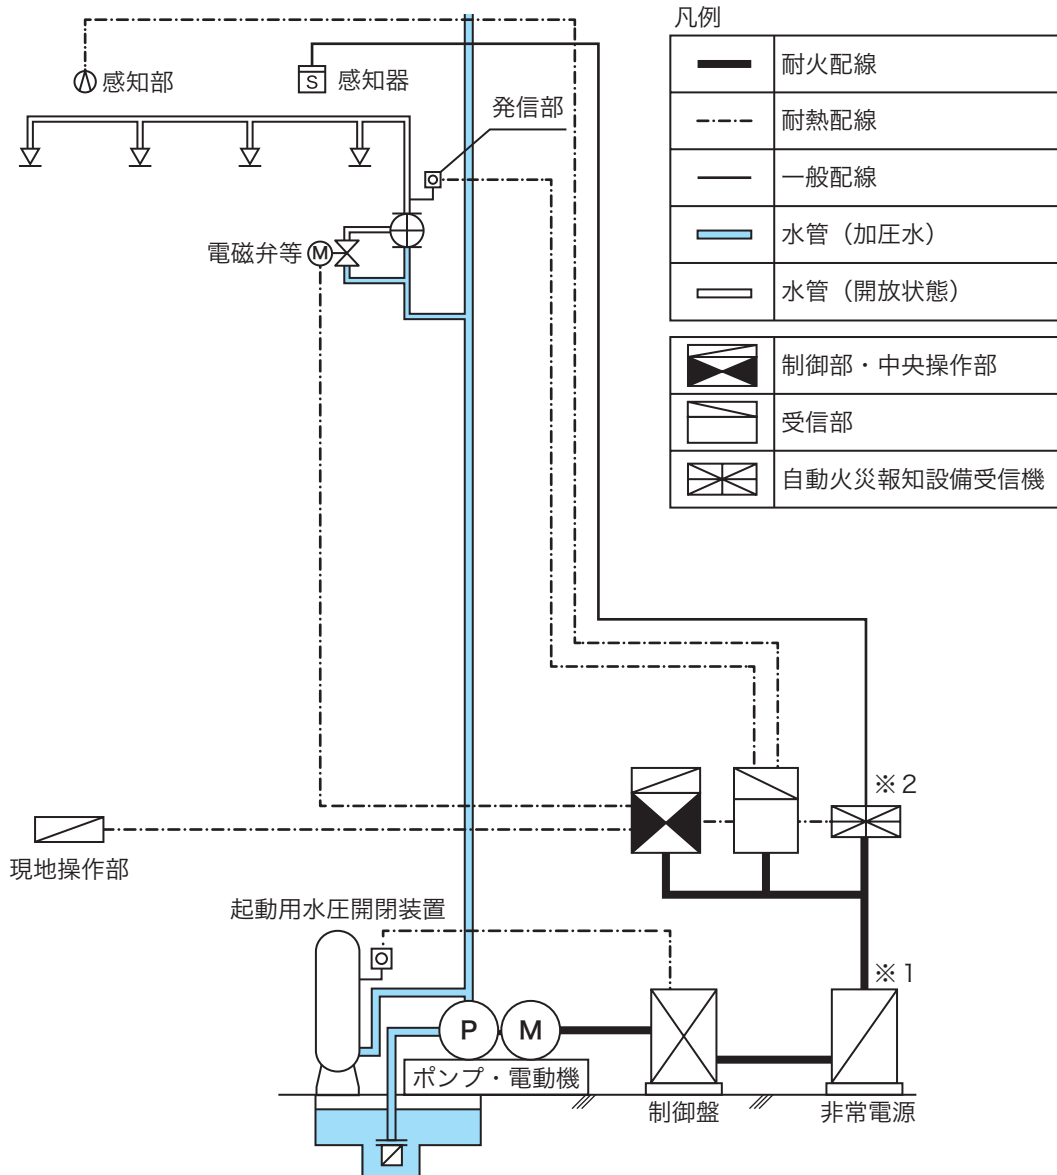 凡例
耐火配線
耐熱配線
一般配線
水管（加圧水）
水管（開放状態）
制御部・中央操作部
受信部
自動火災報知設備受信機
感知部
S
感知器
発信部
電磁弁等
M
※2
現地操作部
起動用水圧開閉装置
※1
P
M
ポンプ・電動機
制御盤
非常電源